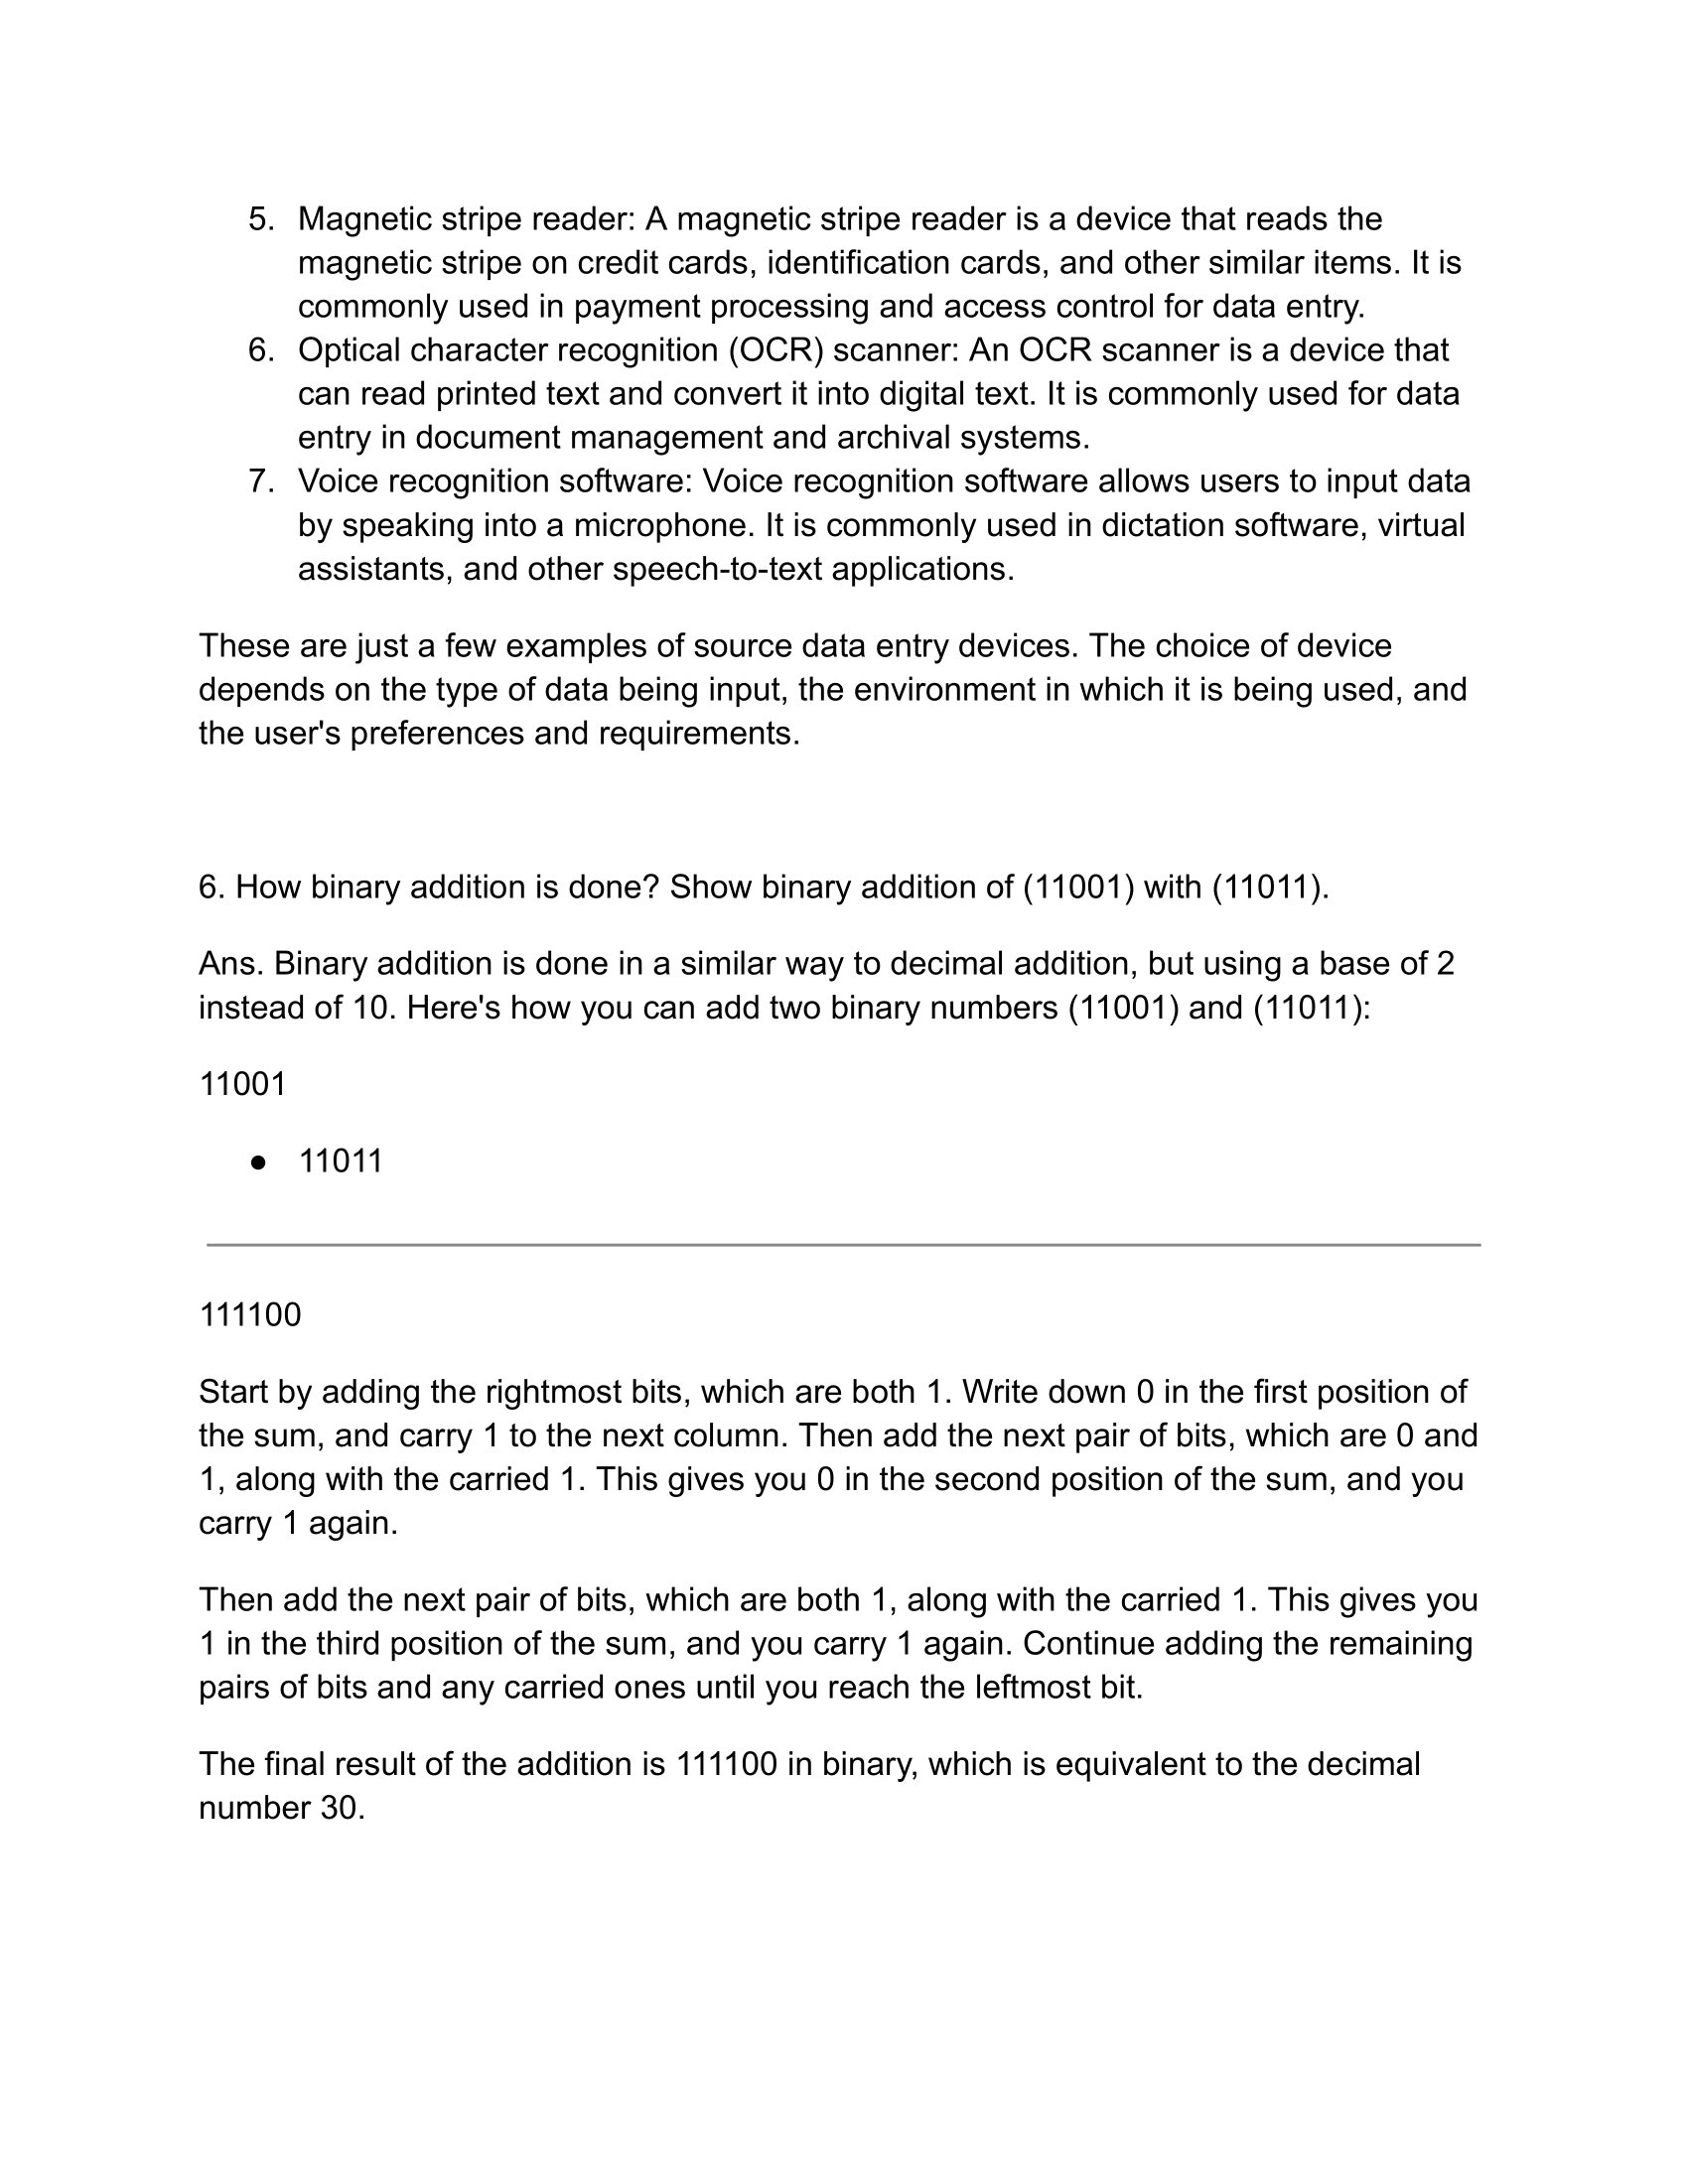 5. Magnetic stripe reader: A magnetic stripe reader is a device that reads the
magnetic stripe on credit cards, identification cards, and other similar items. It is
commonly used in payment processing and access control for data entry.
6. Optical character recognition (OCR) scanner: An OCR scanner is a device that
can read printed text and convert it into digital text. It is commonly used for data
entry in document management and archival systems.
7. Voice recognition software: Voice recognition software allows users to input data
by speaking into a microphone. It is commonly used in dictation software, virtual
assistants, and other speech-to-text applications.
These are just a few examples of source data entry devices. The choice of device
depends on the type of data being input, the environment in which it is being used, and
the user's preferences and requirements.
6. How binary addition is done? Show binary addition of (11001) with (11011).
Ans. Binary addition is done in a similar way to decimal addition, but using a base of 2
instead of 10. Here's how you can add two binary numbers (11001) and (11011):
11001
● 11011
111100
Start by adding the rightmost bits, which are both 1. Write down 0 in the first position of
the sum, and carry 1 to the next column. Then add the next pair of bits, which are 0 and
1, along with the carried 1. This gives you 0 in the second position of the sum, and you
carry 1 again.
Then add the next pair of bits, which are both 1, along with the carried 1. This gives you
1 in the third position of the sum, and you carry 1 again. Continue adding the remaining
pairs of bits and any carried ones until you reach the leftmost bit.
The final result of the addition is 111100 in binary, which is equivalent to the decimal
number 30.